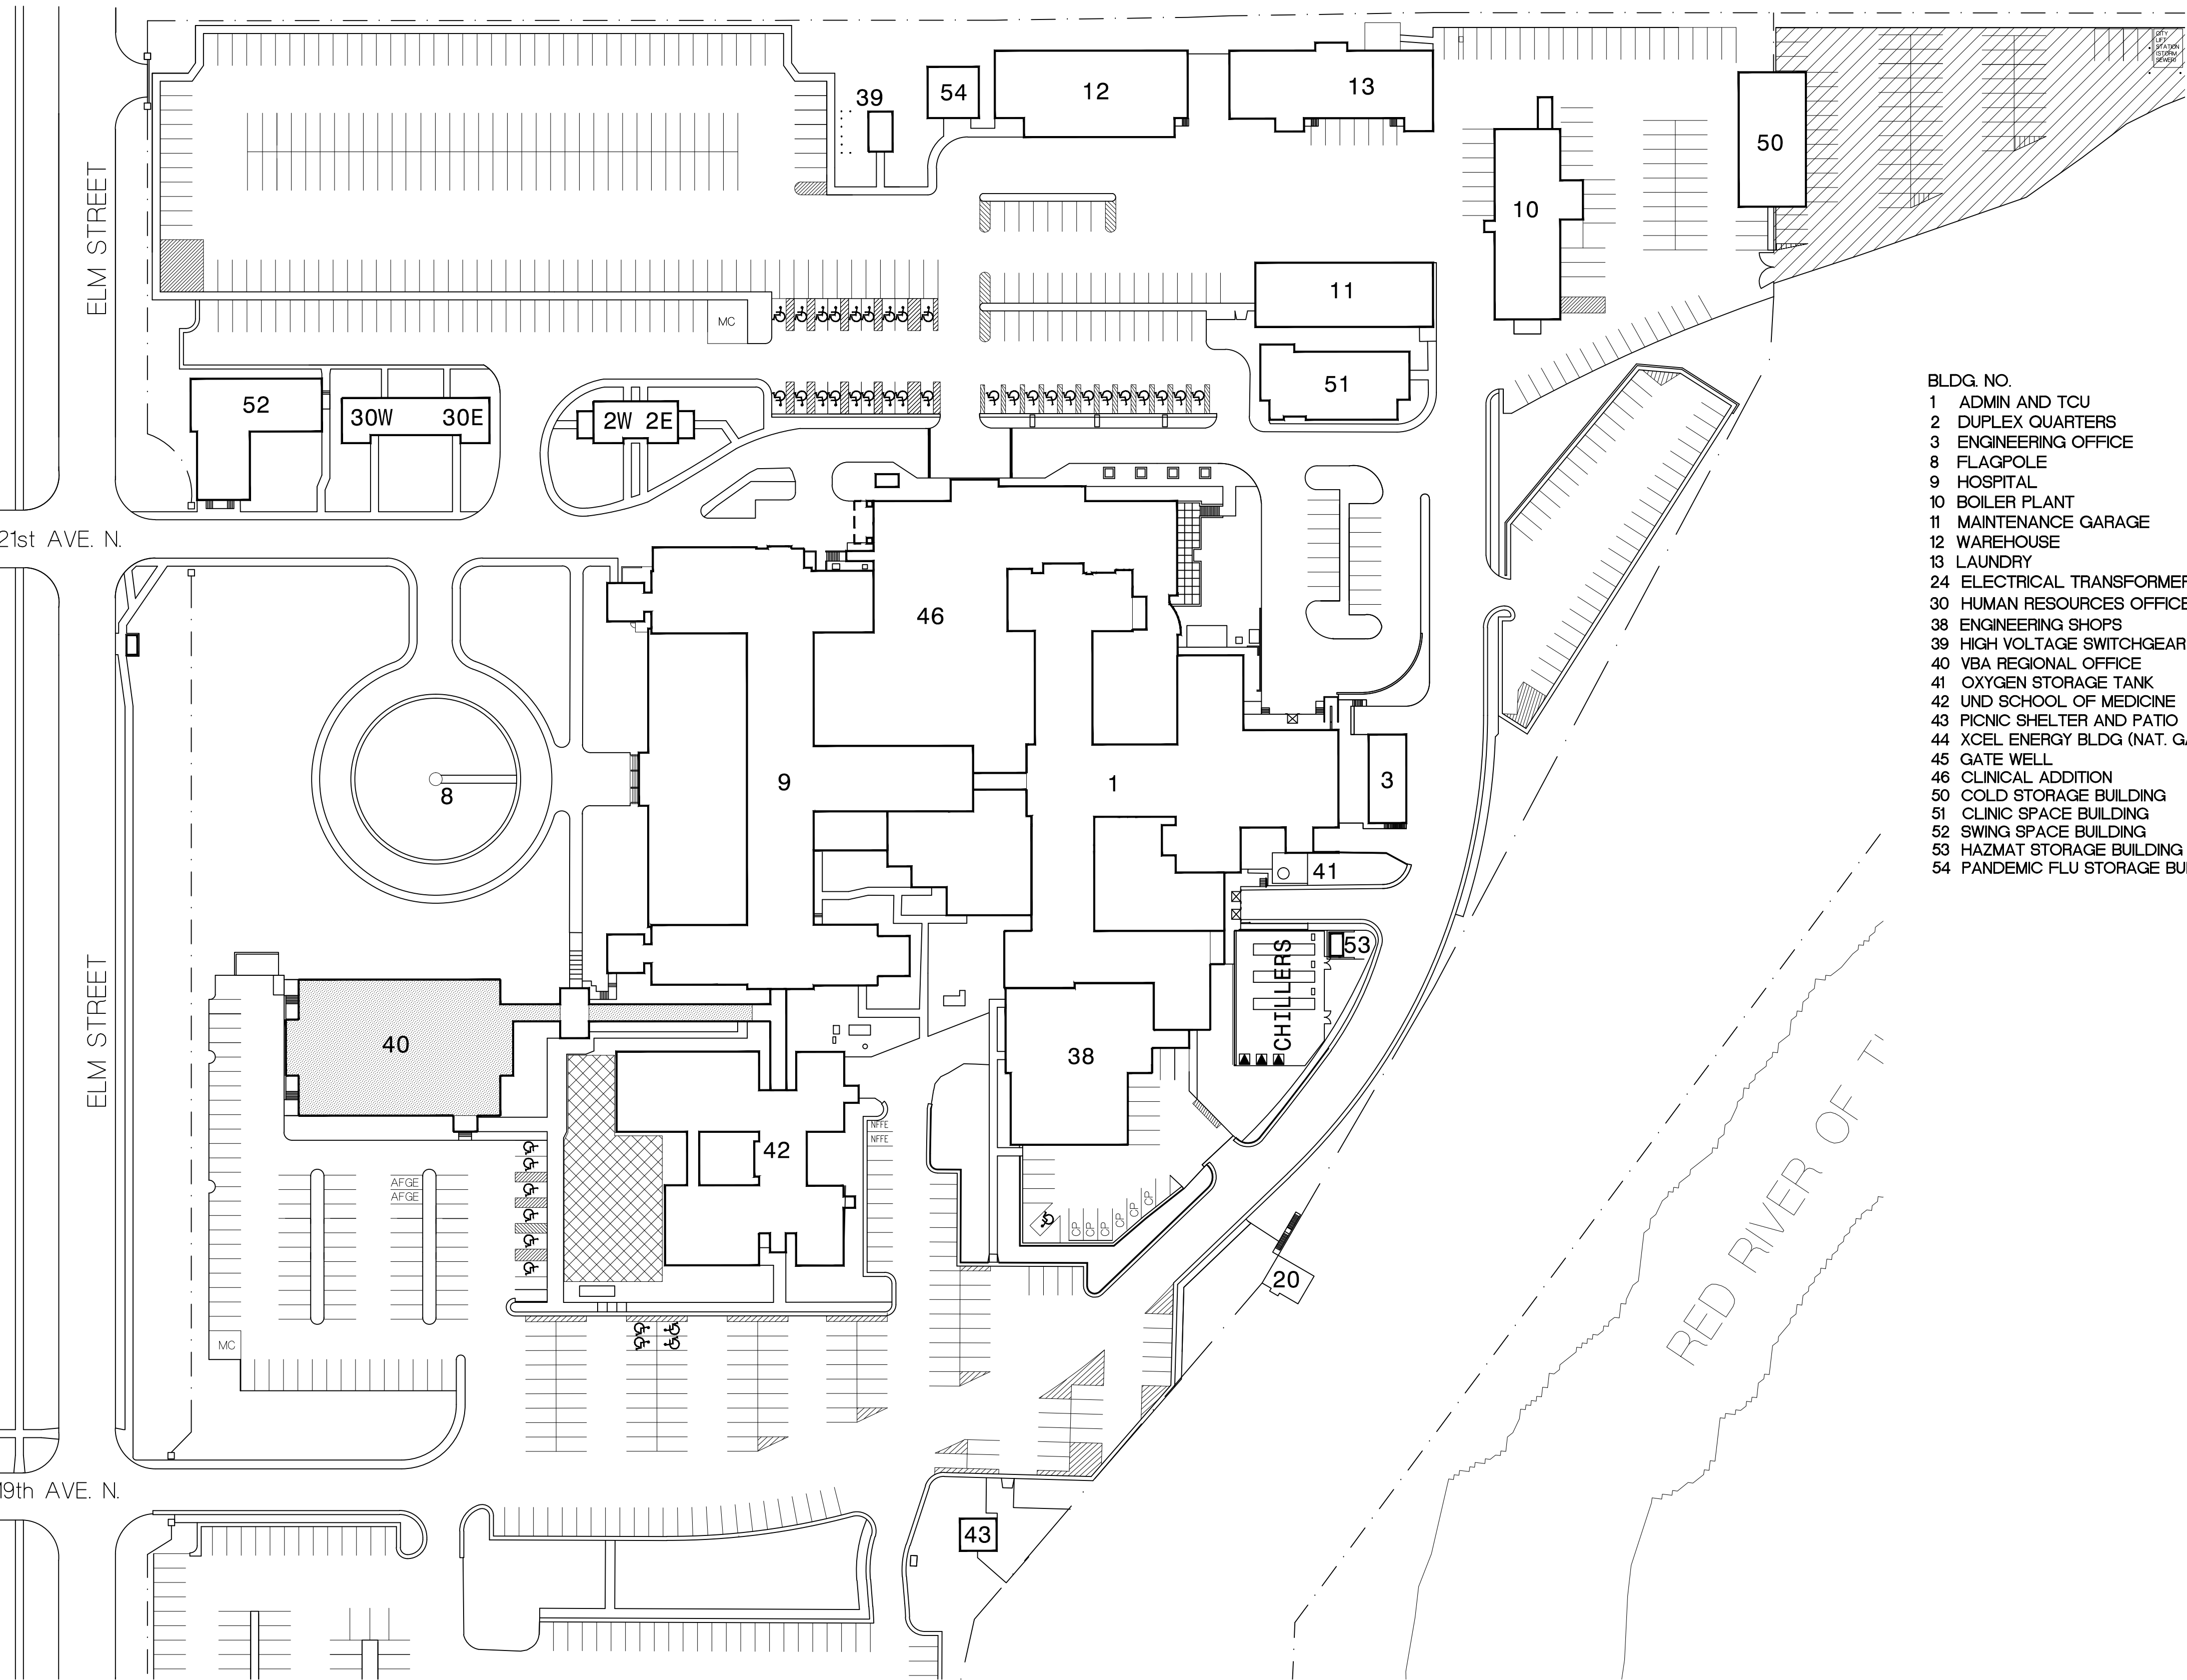 CITY
LIFT
STATION
(STORM
SEWER)
39
54
12
13
50
10
11
MC
51
52
30W 30E
2W 2E
ELM STREET
21st AVE. N.
46
9
1
3
8
41
53
CHILLERS
40
38
42
NFFE
NFFE
AFGE
AFGE
CP
CP
CP
CP
CP
CP
20
MC
ELM STREET
19th AVE. N.
43
RED RIVER OF
BLDG. NO.
1 ADMIN AND TCU
2 DUPLEX QUARTERS
3 ENGINEERING OFFICE
8 FLAGPOLE
9 HOSPITAL
10 BOILER PLANT
11 MAINTENANCE GARAGE
12 WAREHOUSE
13 LAUNDRY
24 ELECTRICAL TRANSFORMER
30 HUMAN RESOURCES OFFICE
38 ENGINEERING SHOPS
39 HIGH VOLTAGE SWITCHGEAR
40 VBA REGIONAL OFFICE
41 OXYGEN STORAGE TANK
42 UND SCHOOL OF MEDICINE
43 PICNIC SHELTER AND PATIO
44 XCEL ENERGY BLDG (NAT.
45 GATE WELL
46 CLINICAL ADDITION
50 COLD STORAGE BUILDING
51 CLINIC SPACE BUILDING
52 SWING SPACE BUILDING
53 HAZMAT STORAGE BUILDING
54 PANDEMIC FLU STORAGE